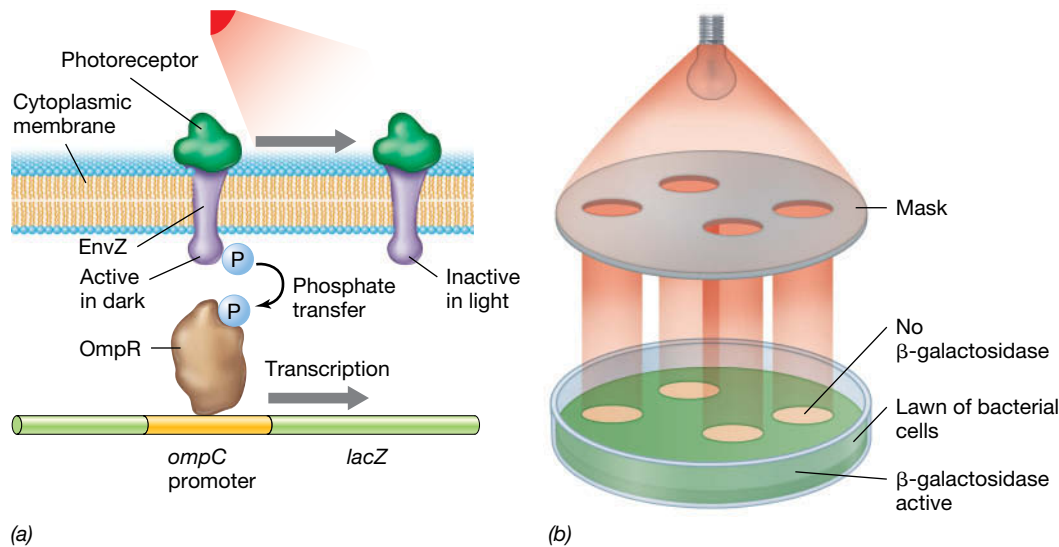 Photoreceptor
Cytoplasmic
membrane
EnvZ
Active
in dark
P
Phosphate
transfer
Inactive
in light
P
OmpR
Transcription
ompC
promoter
lacZ
(a)
Mask
No
β-galactosidase
Lawn of bacterial
cells
β-galactosidase
active
(b)